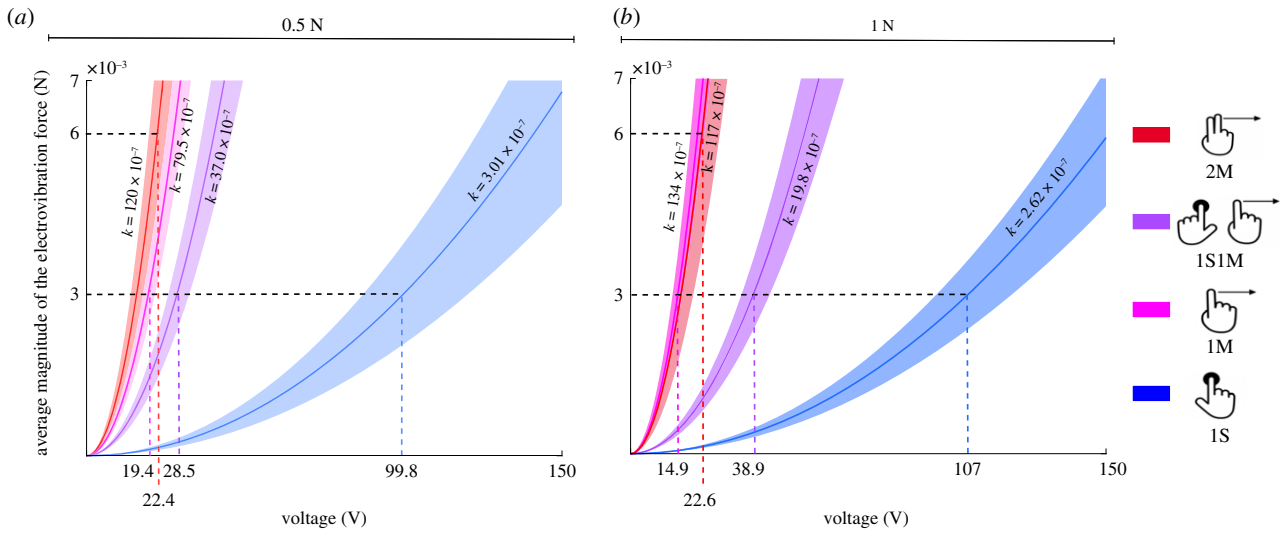 (a)
0.5 N
×10⁻³
7
6
3
average magnitude of the electrovibration force (N)
k = 120 × 10⁻⁷
k = 79.5 × 10⁻⁷
k = 37.0 × 10⁻⁷
k = 3.01 × 10⁻⁷
19.4 28.5 99.8 150
22.4
voltage (V)
(b)
1 N
×10⁻³
7
6
3
k = 134 × 10⁻⁷
k = 117 × 10⁻⁷
k = 19.8 × 10⁻⁷
k = 2.62 × 10⁻⁷
14.9 38.9 107 150
22.6
voltage (V)
2M
1S1M
1M
1S